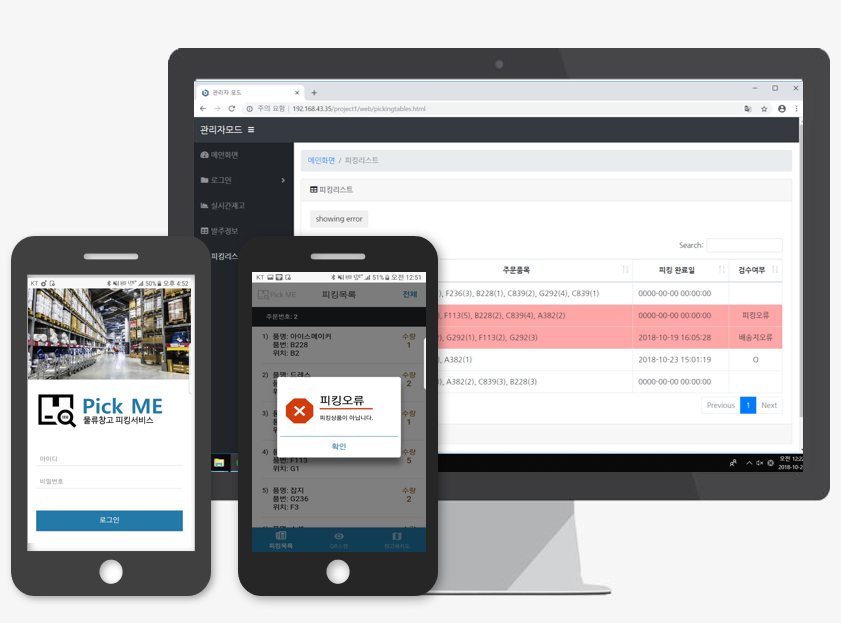 관리자 모드
주의 요함 | 192.168.43.35/project1/web/pickingtables.html
관리자모드
메인화면
로그인
실시간재고
발주정보
피킹리스
메인화면 / 피킹리스트
피킹리스트
showing error
Search:
주문품목
피킹 완료일
검수여부
), F236(3), B228(1), C839(2), G292(4), C839(1)
0000-00-00 00:00:00
), F113(5), B228(2), C839(4), A382(2)
0000-00-00 00:00:00
피킹오류
), G292(1), F113(2), G292(3)
2018-10-19 16:05:28
배송지오류
), A382(1)
2018-10-23 15:01:19
O
), A382(2), C839(3), B228(3)
0000-00-00 00:00:00
Previous 1 Next
오전 12:22
2018-10-2
KT
50% 오후 4:52
Pick ME
물류창고 피킹서비스
아이디
비밀번호
로그인
KT
51% 오전 12:51
Pick ME
피킹목록
전체
주문번호: 2
1) 품명: 아이스메이커
수량
품번: B228
1
위치: B2
2) 품명: 드레스
수량
2
3)
수량
1
4)
수량
품번: F113
5
위치: G1
5) 품명: 잡지
수량
품번: G236
2
위치: F3
피킹오류
피킹상품이 아닙니다.
확인
피킹목록